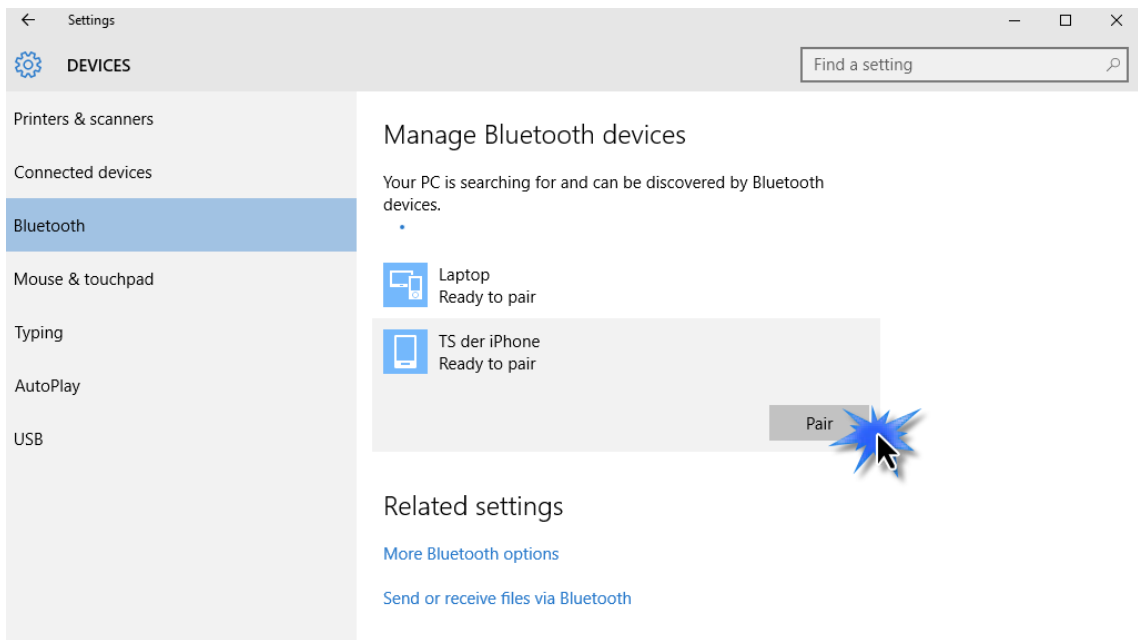 Settings
DEVICES
Find a setting
Printers & scanners
Connected devices
Bluetooth
Mouse & touchpad
Typing
AutoPlay
USB
Manage Bluetooth devices
Your PC is searching for and can be discovered by Bluetooth
devices.
Laptop
Ready to pair
TS der iPhone
Ready to pair
Pair
Related settings
More Bluetooth options
Send or receive files via Bluetooth